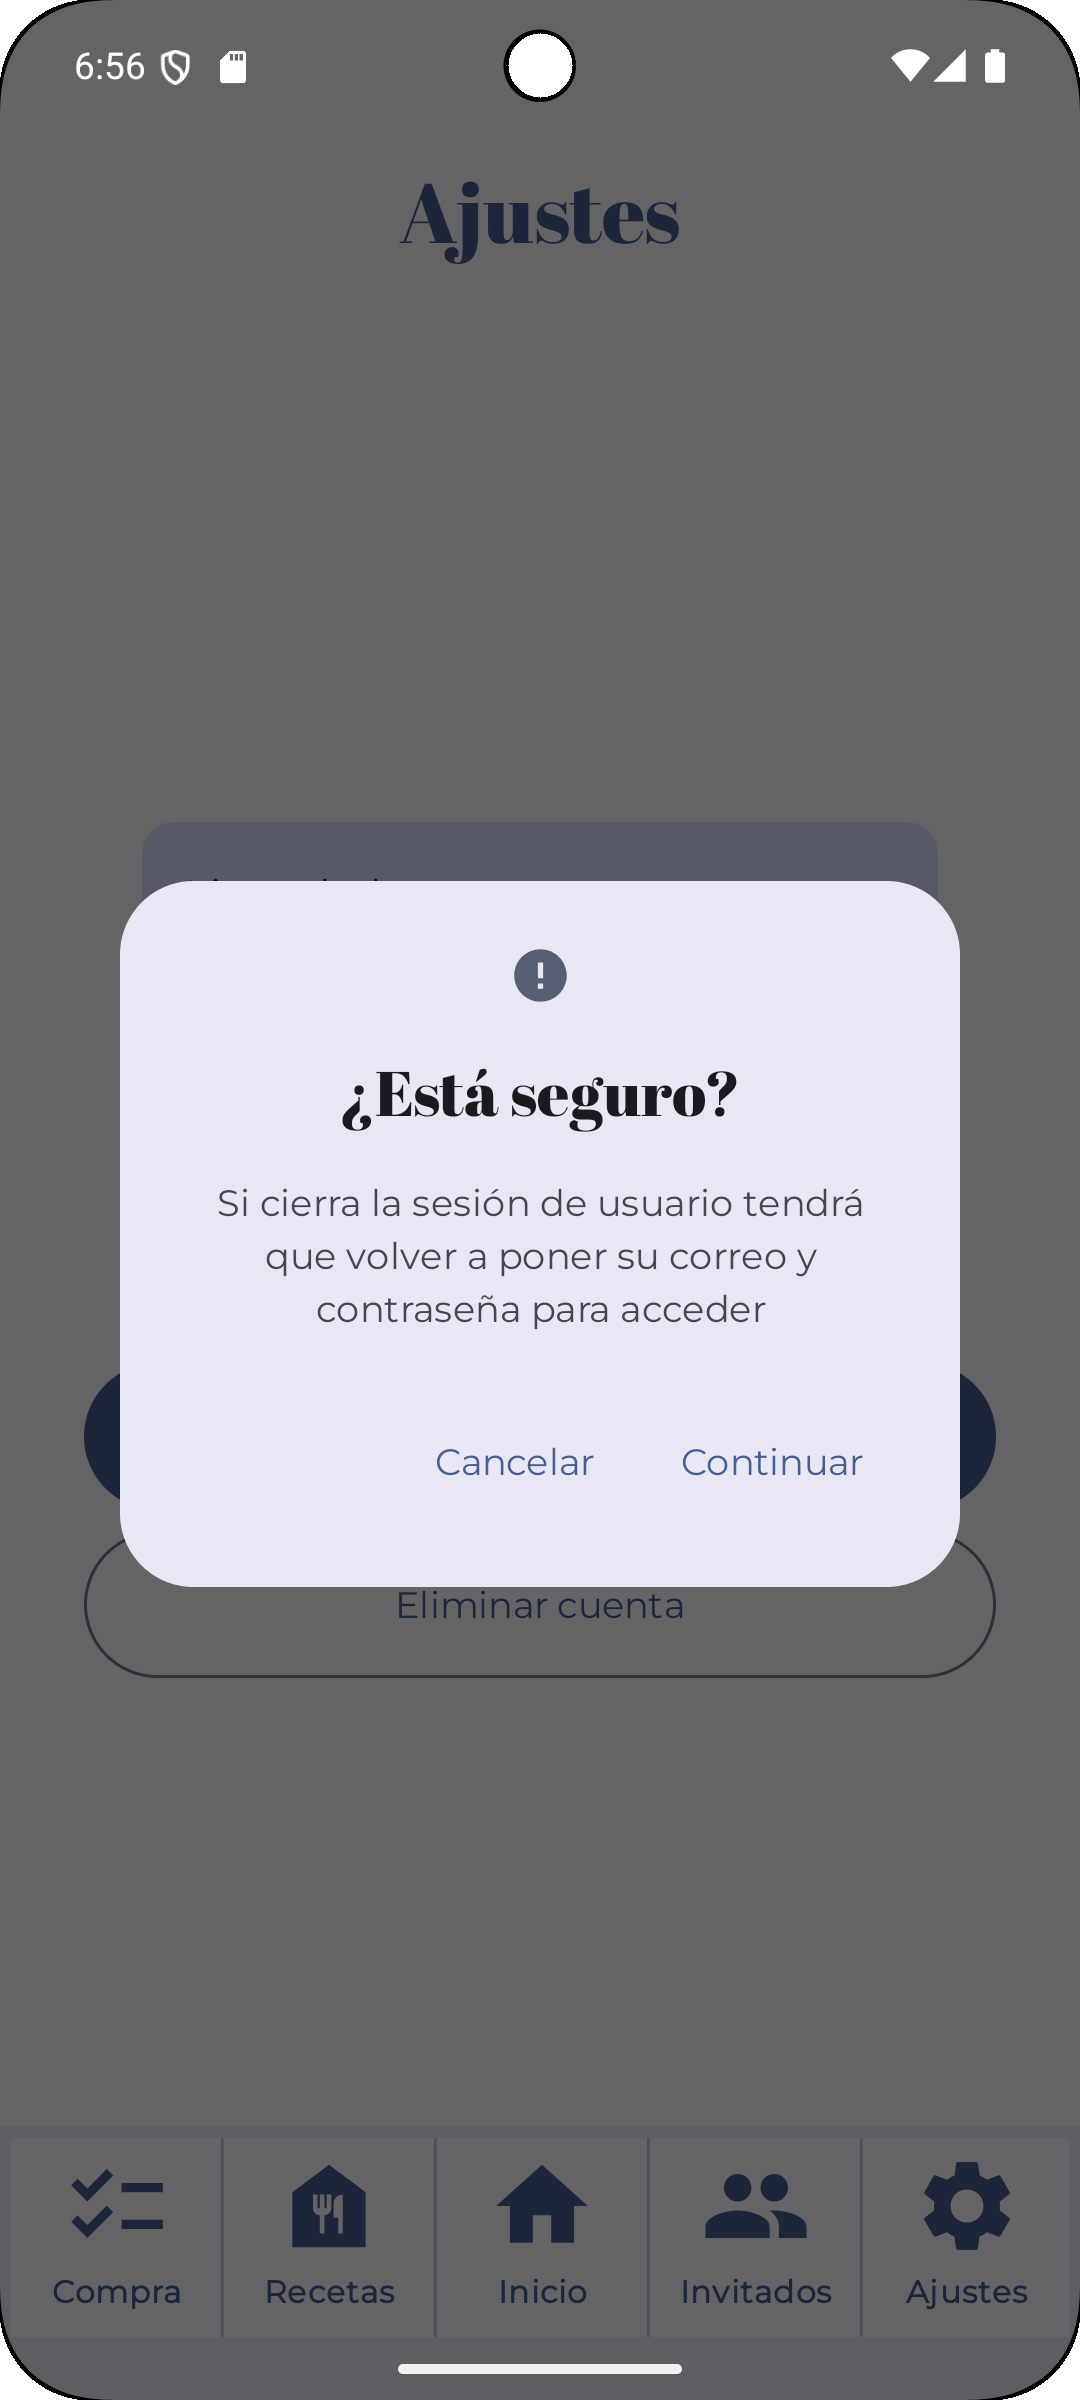 6:56
Ajustes
¿Está seguro?
Si cierra la sesión de usuario tendrá
que volver a poner su correo y
contraseña para acceder
Cancelar
Continuar
Eliminar cuenta
Compra
Recetas
Inicio
Invitados
Ajustes